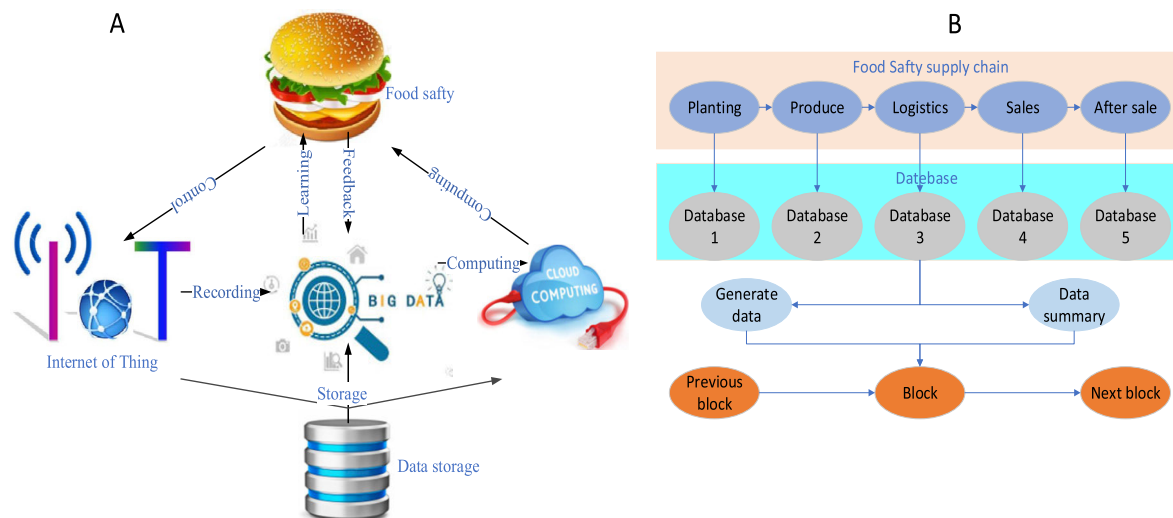 A
Food safty
Control
Learning
Feedback
Computing
Recording
BIG DATA
Computing
CLOUD
COMPUTING
I T
Internet of Thing
Storage
Data storage
B
Food Safty supply chain
Planting
Produce
Logistics
Sales
After sale
Datebase
Database
1
Database
2
Database
3
Database
4
Database
5
Generate
data
Data
summary
Previous
block
Block
Next block